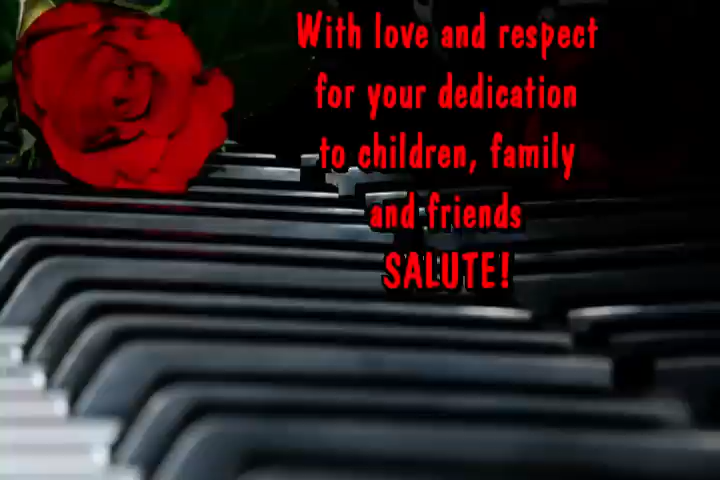 With love and respect
for your dedication
to children, family
and friends
SALUTE!